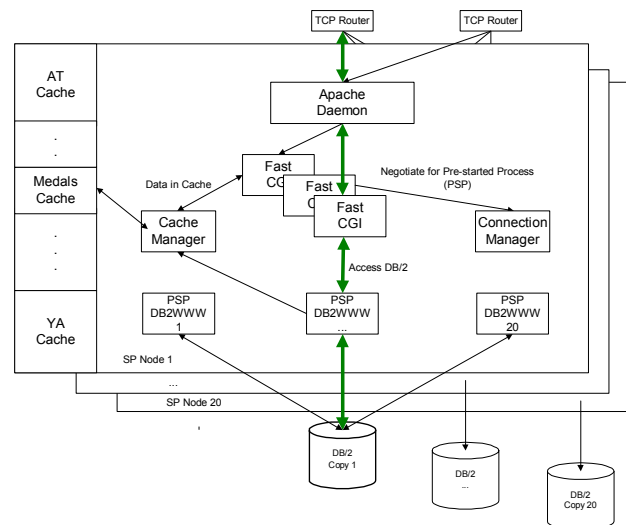 TCP Router
TCP Router
AT
Cache
.
.
Medals
Cache
.
.
.
.
YA
Cache
Apache
Daemon
Fast
CGI
Fast
C
Fast
CGI
Data in Cache
Negotiate for Pre-started Process
(PSP)
Cache
Manager
Connection
Manager
Access DB/2
PSP
DB2WWW
1
PSP
DB2WWW
...
PSP
DB2WWW
20
SP Node 1
...
SP Node 20
DB/2
Copy 1
DB/2
...
DB/2
Copy 20